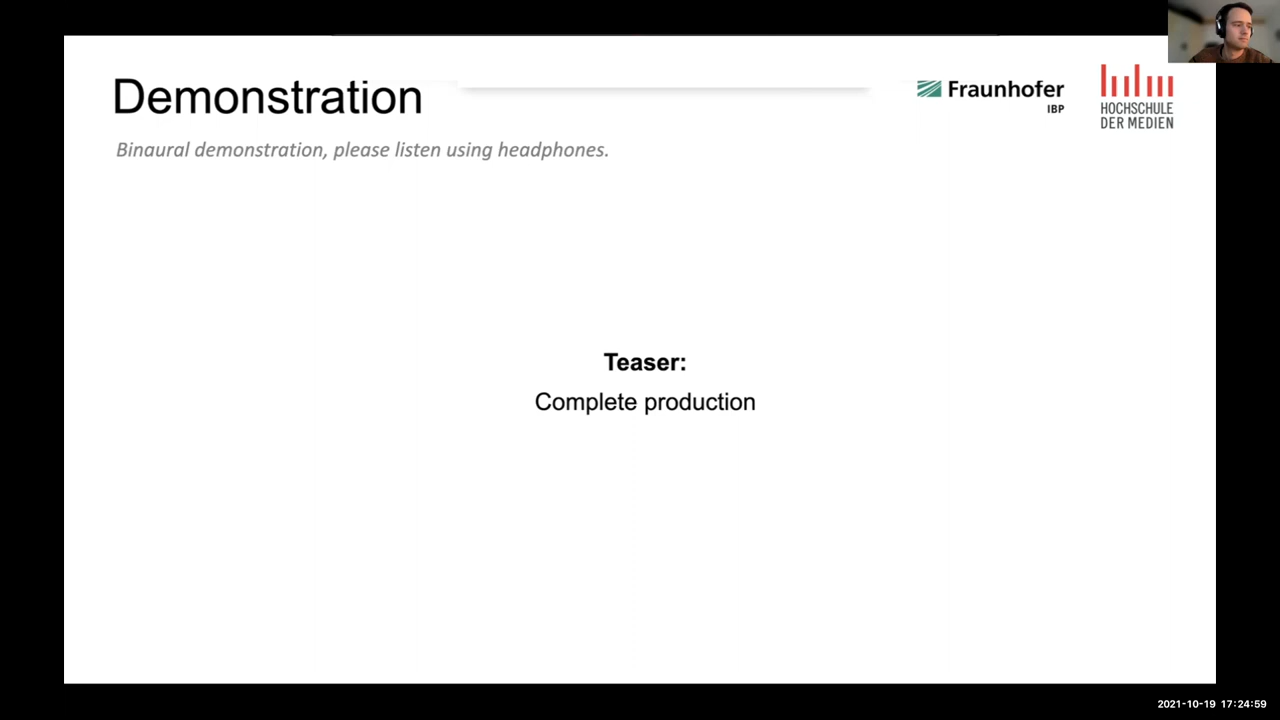 Demonstration
Fraunhofer
IBP
HOCHSCHULE
DER MEDIEN
Binaural demonstration, please listen using headphones.
Teaser:
Complete production
2021-10-19 17:24:59